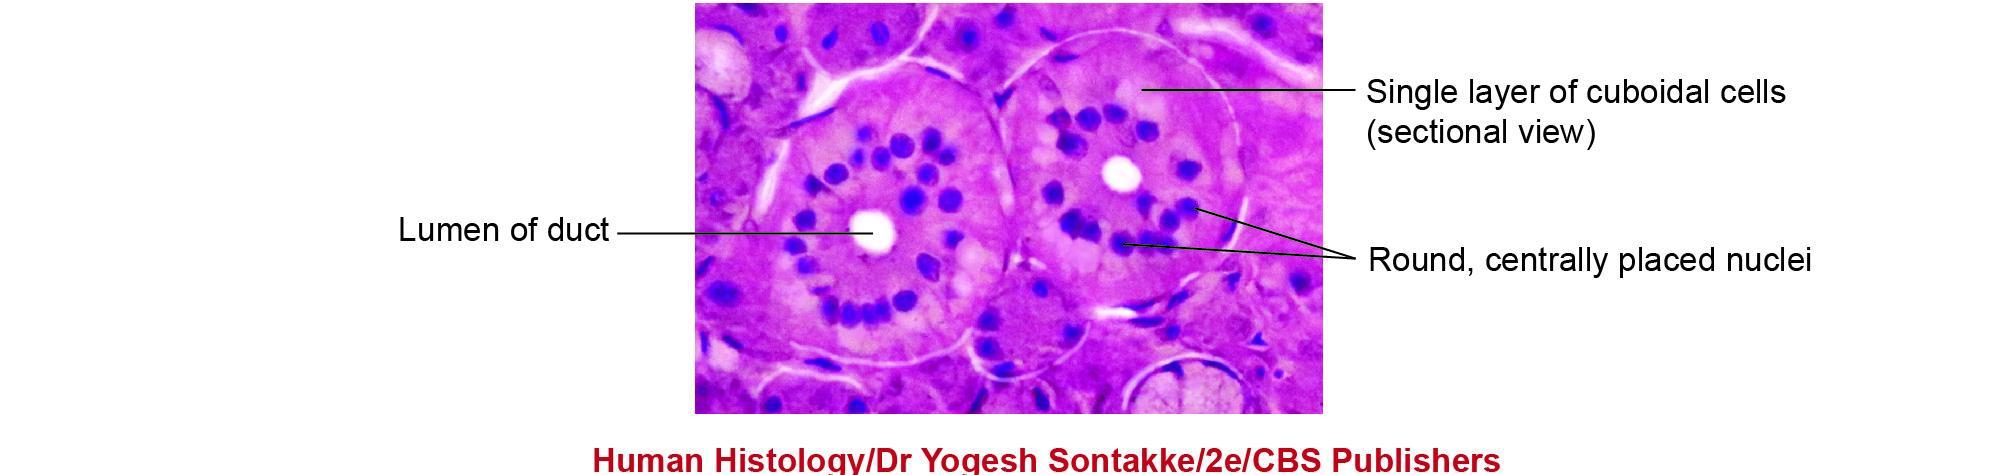 Single layer of cuboidal cells
(sectional view)
Lumen of duct
Round, centrally placed nuclei
Human Histology/Dr Yogesh Sontakke/2e/CBS Publishers